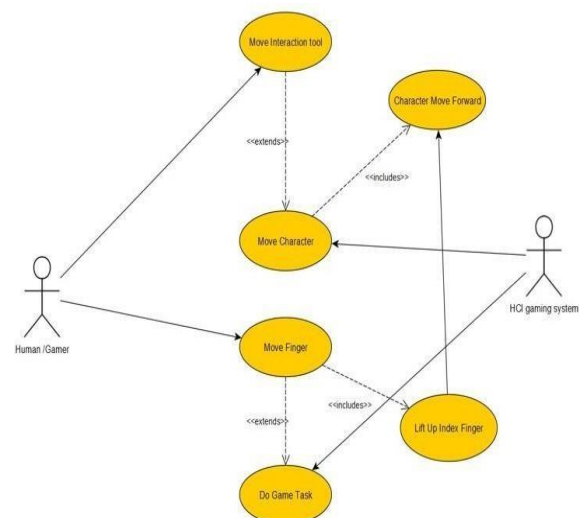 Move Interaction tool
Character Move Forward
<<extends>>
<<includes>>
Move Character
HCI gaming system
Human /Gamer
Move Finger
<<includes>>
<<extends>>
Lift Up Index Finger
Do Game Task